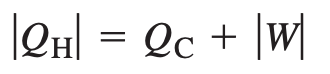 |Q_H| = Q_C + |W|